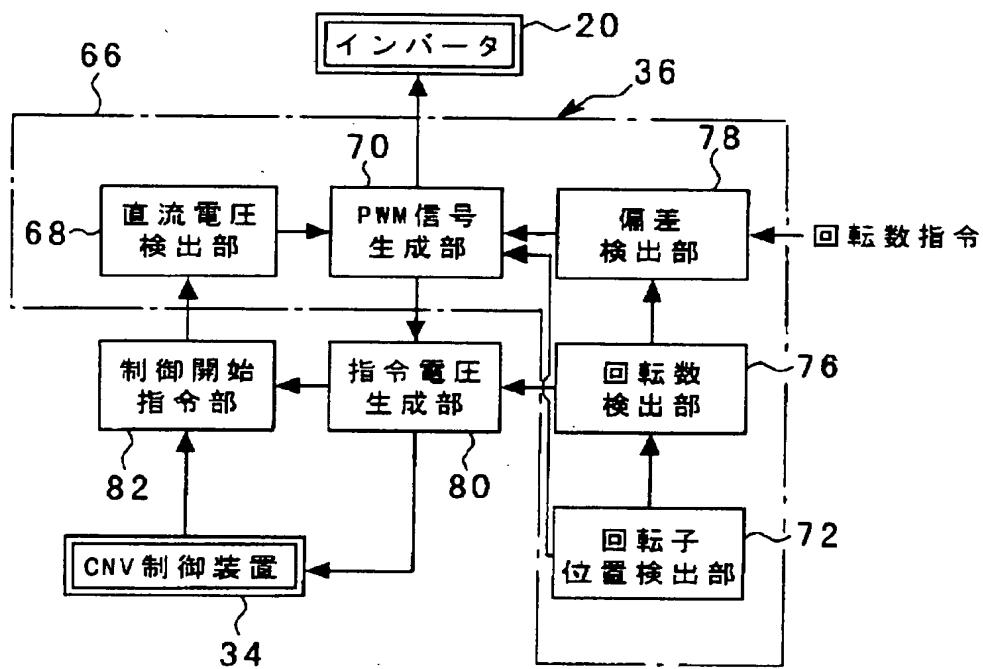 20
インバータ
66
36
70
78
68
直流電圧
検出部
PWM信号
生成部
偏差
検出部
回転数指令
制御開始
指令部
指令電圧
生成部
回転数
検出部
76
82
80
CNV制御装置
回転子
位置検出部
72
34